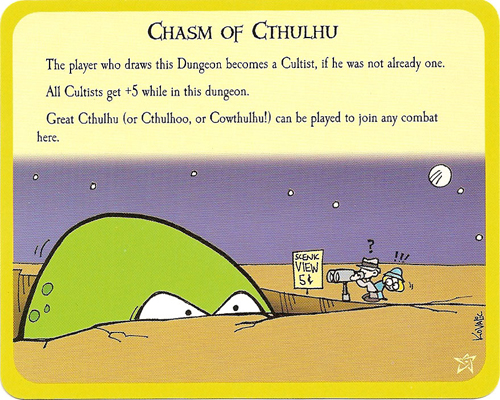 CHASM OF CTHULHU
The player who draws this Dungeon becomes a Cultist, if he was not already one.
All Cultists get +5 while in this dungeon.
Great Cthulhu (or Cthulhoo, or Cowthulhu!) can be played to join any combat
here.
?
!!!
SCENIC
VIEW
5¢
KOVALIC